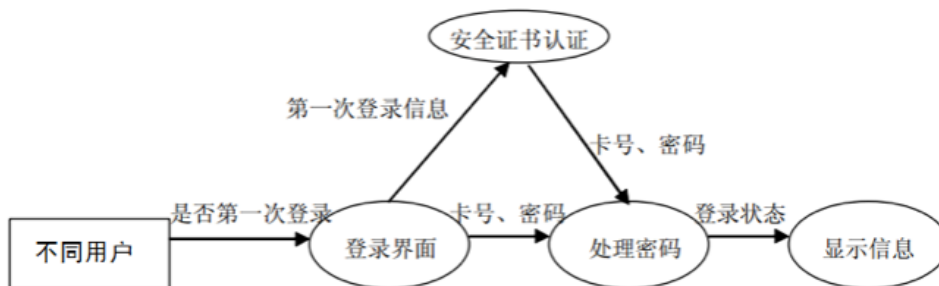 安全证书认证
第一次登录信息
卡号、密码
是否第一次登录
卡号、密码
登录状态
不同用户
登录界面
处理密码
显示信息